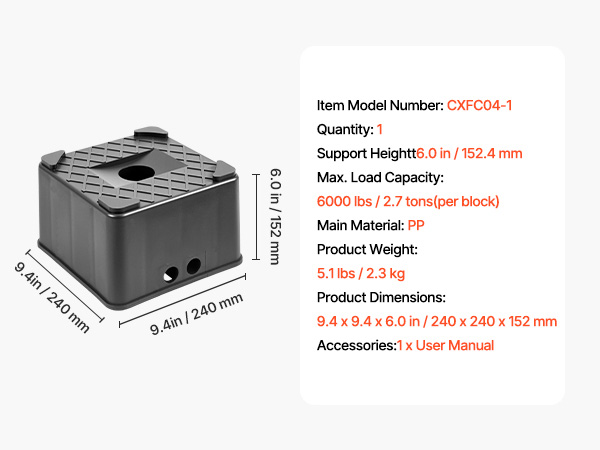 6.0 in / 152 mm
9.4in / 240 mm
9.4in / 240 mm
Item Model Number: CXFC04-1
Quantity: 1
Support Heightt6.0 in / 152.4 mm
Max. Load Capacity:
6000 lbs / 2.7 tons(per block)
Main Material: PP
Product Weight:
5.1 lbs / 2.3 kg
Product Dimensions:
9.4 x 9.4 x 6.0 in / 240 x 240 x 152 mm
Accessories:1 x User Manual